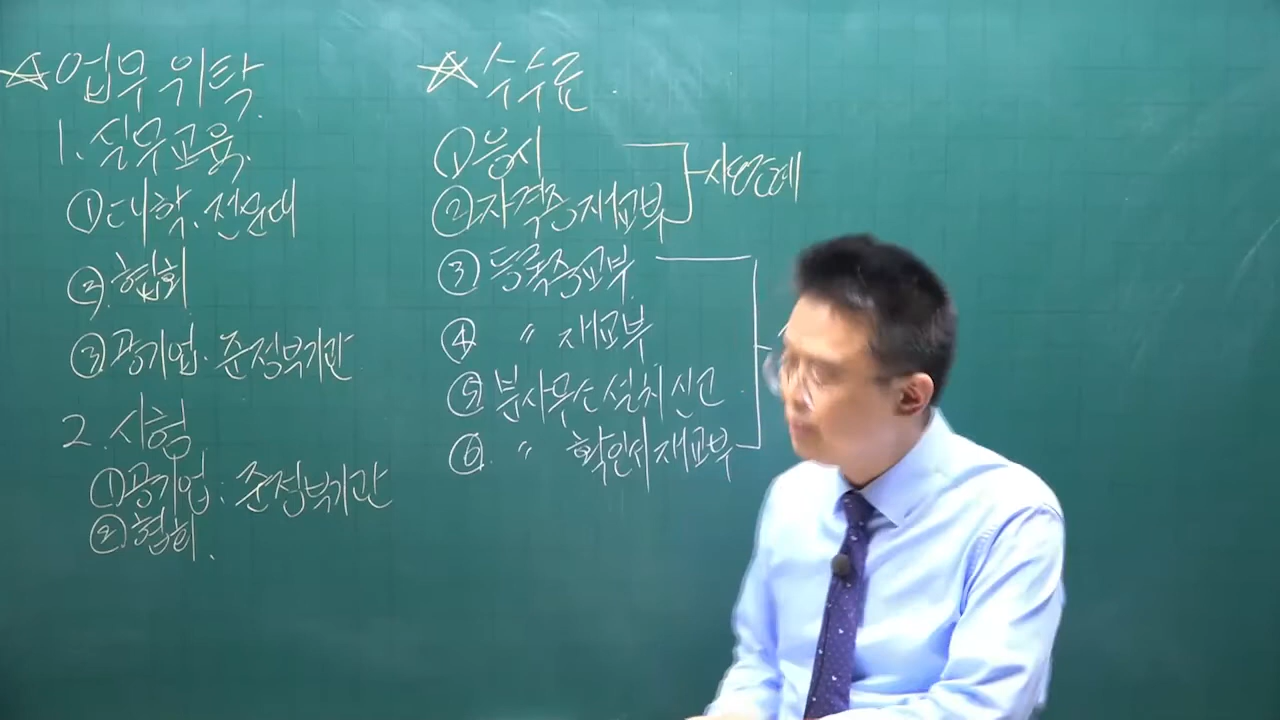 ☆업무위탁.
1. 실무교육.
①대학. 전문대
②협회
③공기업. 준정부기관
2. 시험
①공기업. 준정부기관
②협회.
☆수수료.
①응시
②자격증재교부
③등록증교부
④ 〃 재교부.
⑤분사무소설치신고
⑥. 〃 확인서재교부